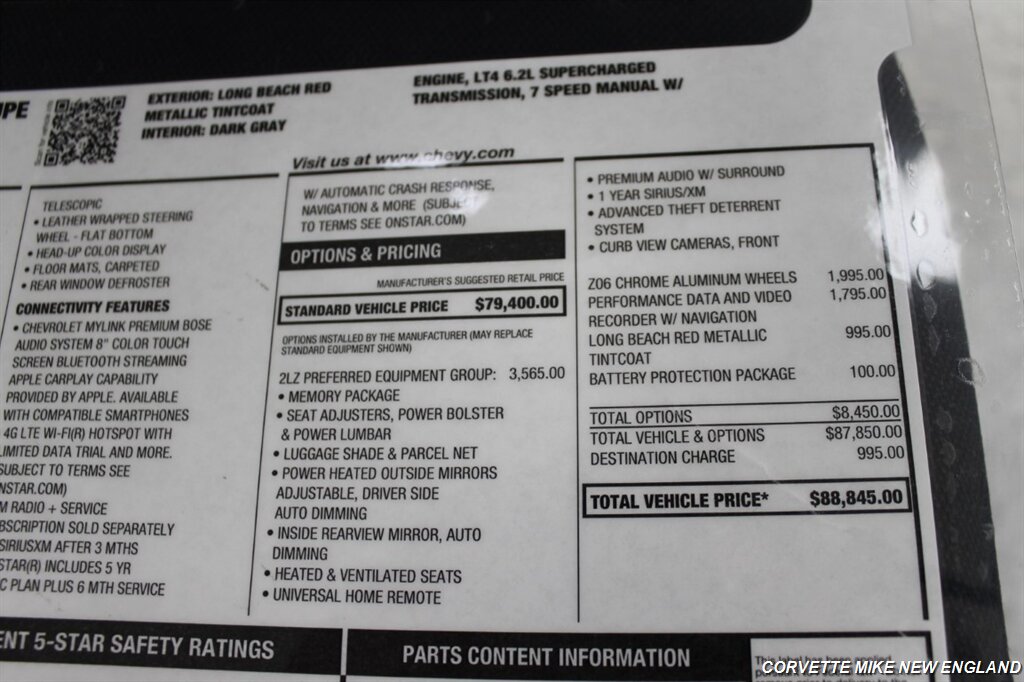 UPE
EXTERIOR: LONG BEACH RED
METALLIC TINTCOAT
INTERIOR: DARK GRAY
ENGINE, LT4 6.2L SUPERCHARGED
TRANSMISSION, 7 SPEED MANUAL W/
Visit us at www.chevy.com
TELESCOPIC
• LEATHER WRAPPED STEERING
WHEEL - FLAT BOTTOM
• HEAD-UP COLOR DISPLAY
• FLOOR MATS, CARPETED
• REAR WINDOW DEFROSTER
CONNECTIVITY FEATURES
• CHEVROLET MYLINK PREMIUM BOSE
AUDIO SYSTEM 8" COLOR TOUCH
SCREEN BLUETOOTH STREAMING
APPLE CARPLAY CAPABILITY
PROVIDED BY APPLE. AVAILABLE
WITH COMPATIBLE SMARTPHONES
4G LTE WI-FI(R) HOTSPOT WITH
LIMITED DATA TRIAL AND MORE.
SUBJECT TO TERMS SEE
ONSTAR.COM)
M RADIO + SERVICE
BSCRIPTION SOLD SEPARATELY
SIRIUSXM AFTER 3 MTHS
STAR(R) INCLUDES 5 YR
C PLAN PLUS 6 MTH SERVICE
W/ AUTOMATIC CRASH RESPONSE,
NAVIGATION & MORE (SUBJECT
TO TERMS SEE ONSTAR.COM)
OPTIONS & PRICING
MANUFACTURER'S SUGGESTED RETAIL PRICE
STANDARD VEHICLE PRICE $79,400.00
OPTIONS INSTALLED BY THE MANUFACTURER (MAY REPLACE
STANDARD EQUIPMENT SHOWN)
2LZ PREFERRED EQUIPMENT GROUP: 3,565.00
• MEMORY PACKAGE
• SEAT ADJUSTERS, POWER BOLSTER
& POWER LUMBAR
• LUGGAGE SHADE & PARCEL NET
• POWER HEATED OUTSIDE MIRRORS
ADJUSTABLE, DRIVER SIDE
AUTO DIMMING
• INSIDE REARVIEW MIRROR, AUTO
DIMMING
• HEATED & VENTILATED SEATS
• UNIVERSAL HOME REMOTE
• PREMIUM AUDIO W/ SURROUND
• 1 YEAR SIRIUS/XM
• ADVANCED THEFT DETERRENT
SYSTEM
• CURB VIEW CAMERAS, FRONT
Z06 CHROME ALUMINUM WHEELS 1,995.00
PERFORMANCE DATA AND VIDEO 1,795.00
RECORDER W/ NAVIGATION
LONG BEACH RED METALLIC 995.00
TINTCOAT
BATTERY PROTECTION PACKAGE 100.00
TOTAL OPTIONS $8,450.00
TOTAL VEHICLE & OPTIONS $87,850.00
DESTINATION CHARGE 995.00
TOTAL VEHICLE PRICE* $88,845.00
ENT 5-STAR SAFETY RATINGS
PARTS CONTENT INFORMATION
This label has been applied
CORVETTE MIKE NEW ENGLAND